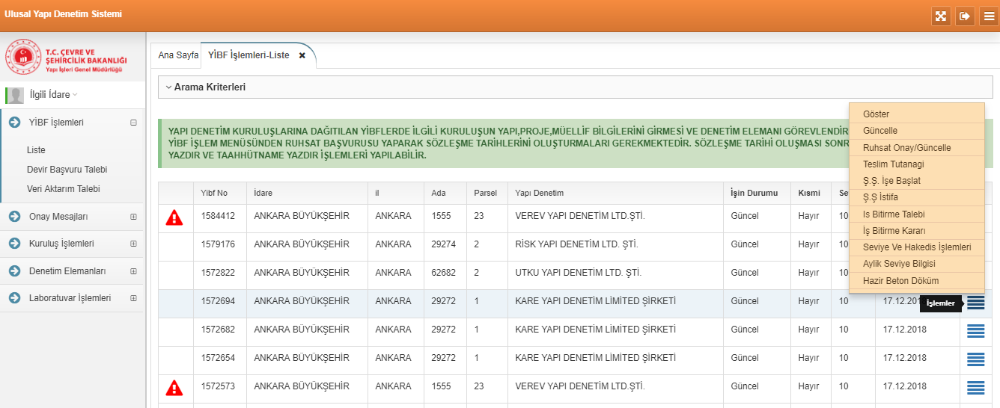 Ulusal Yapı Denetim Sistemi
T.C. ÇEVRE VE
ŞEHİRCİLİK BAKANLIĞI
Yapı İşleri Genel Müdürlüğü
İlgili İdare
YİBF İşlemleri
Liste
Devir Başvuru Talebi
Veri Aktarım Talebi
Onay Mesajları
Kuruluş İşlemleri
Denetim Elemanları
Laboratuvar İşlemleri
Ana Sayfa YİBF İşlemleri-Liste
Arama Kriterleri
YAPI DENETİM KURULUŞLARINA DAĞITILAN YİBFLERDE İLGİLİ KURULUŞUN YAPI,PROJE,MÜELLİF BİLGİLERİNİ GİRMESİ VE DENETİM ELEMANI GÖREVLENDİR
YİBF İŞLEM MENÜSÜNDEN RUHSAT BAŞVURUSU YAPARAK SÖZLEŞME TARİHLERİNİ OLUŞTURMALARI GEREKMEKTEDİR. SÖZLEŞME TARİHİ OLUŞMASI SONR
YAZDIR VE TAAHHÜTNAME YAZDIR İŞLEMLERİ YAPILABİLİR.
Göster
Güncelle
Ruhsat Onay/Güncelle
Teslim Tutanagi
Ş.Ş. İşe Başlat
Ş.Ş İstifa
Is Bitirme Talebi
İş Bitirme Kararı
Seviye Ve Hakedis İşlemleri
Aylik Seviye Bilgisi
Hazir Beton Döküm
İşlemler
Yibf No İdare il Ada Parsel Yapı Denetim İşin Durumu Kısmi Se
1584412 ANKARA BÜYÜKŞEHİR ANKARA 1555 23 VEREV YAPI DENETİM LTD.ŞTİ. Güncel Hayır 10
1579176 ANKARA BÜYÜKŞEHİR ANKARA 29274 2 RİSK YAPI DENETİM LTD. ŞTİ. Güncel Hayır 10
1572822 ANKARA BÜYÜKŞEHİR ANKARA 62682 2 UTKU YAPI DENETİM LTD. ŞTİ. Güncel Hayır 10
1572694 ANKARA BÜYÜKŞEHİR ANKARA 29272 1 KARE YAPI DENETİM LİMİTED ŞİRKETİ Güncel Hayır 10 17.12.201
1572682 ANKARA BÜYÜKŞEHİR ANKARA 29272 1 KARE YAPI DENETİM LİMİTED ŞİRKETİ Güncel Hayır 10 17.12.2018
1572654 ANKARA BÜYÜKŞEHİR ANKARA 29272 1 KARE YAPI DENETİM LİMİTED ŞİRKETİ Güncel Hayır 10 17.12.2018
1572573 ANKARA BÜYÜKŞEHİR ANKARA 1555 23 VEREV YAPI DENETİM LTD.ŞTİ. Güncel Hayır 10 17.12.2018